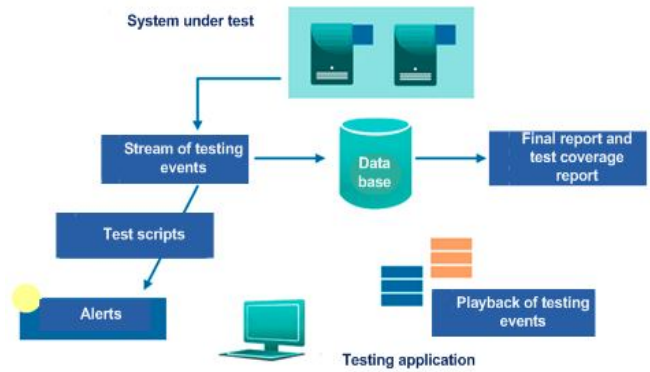 System under test
Stream of testing
events
Data
base
Final report and
test coverage
report
Test scripts
Alerts
Playback of testing
events
Testing application